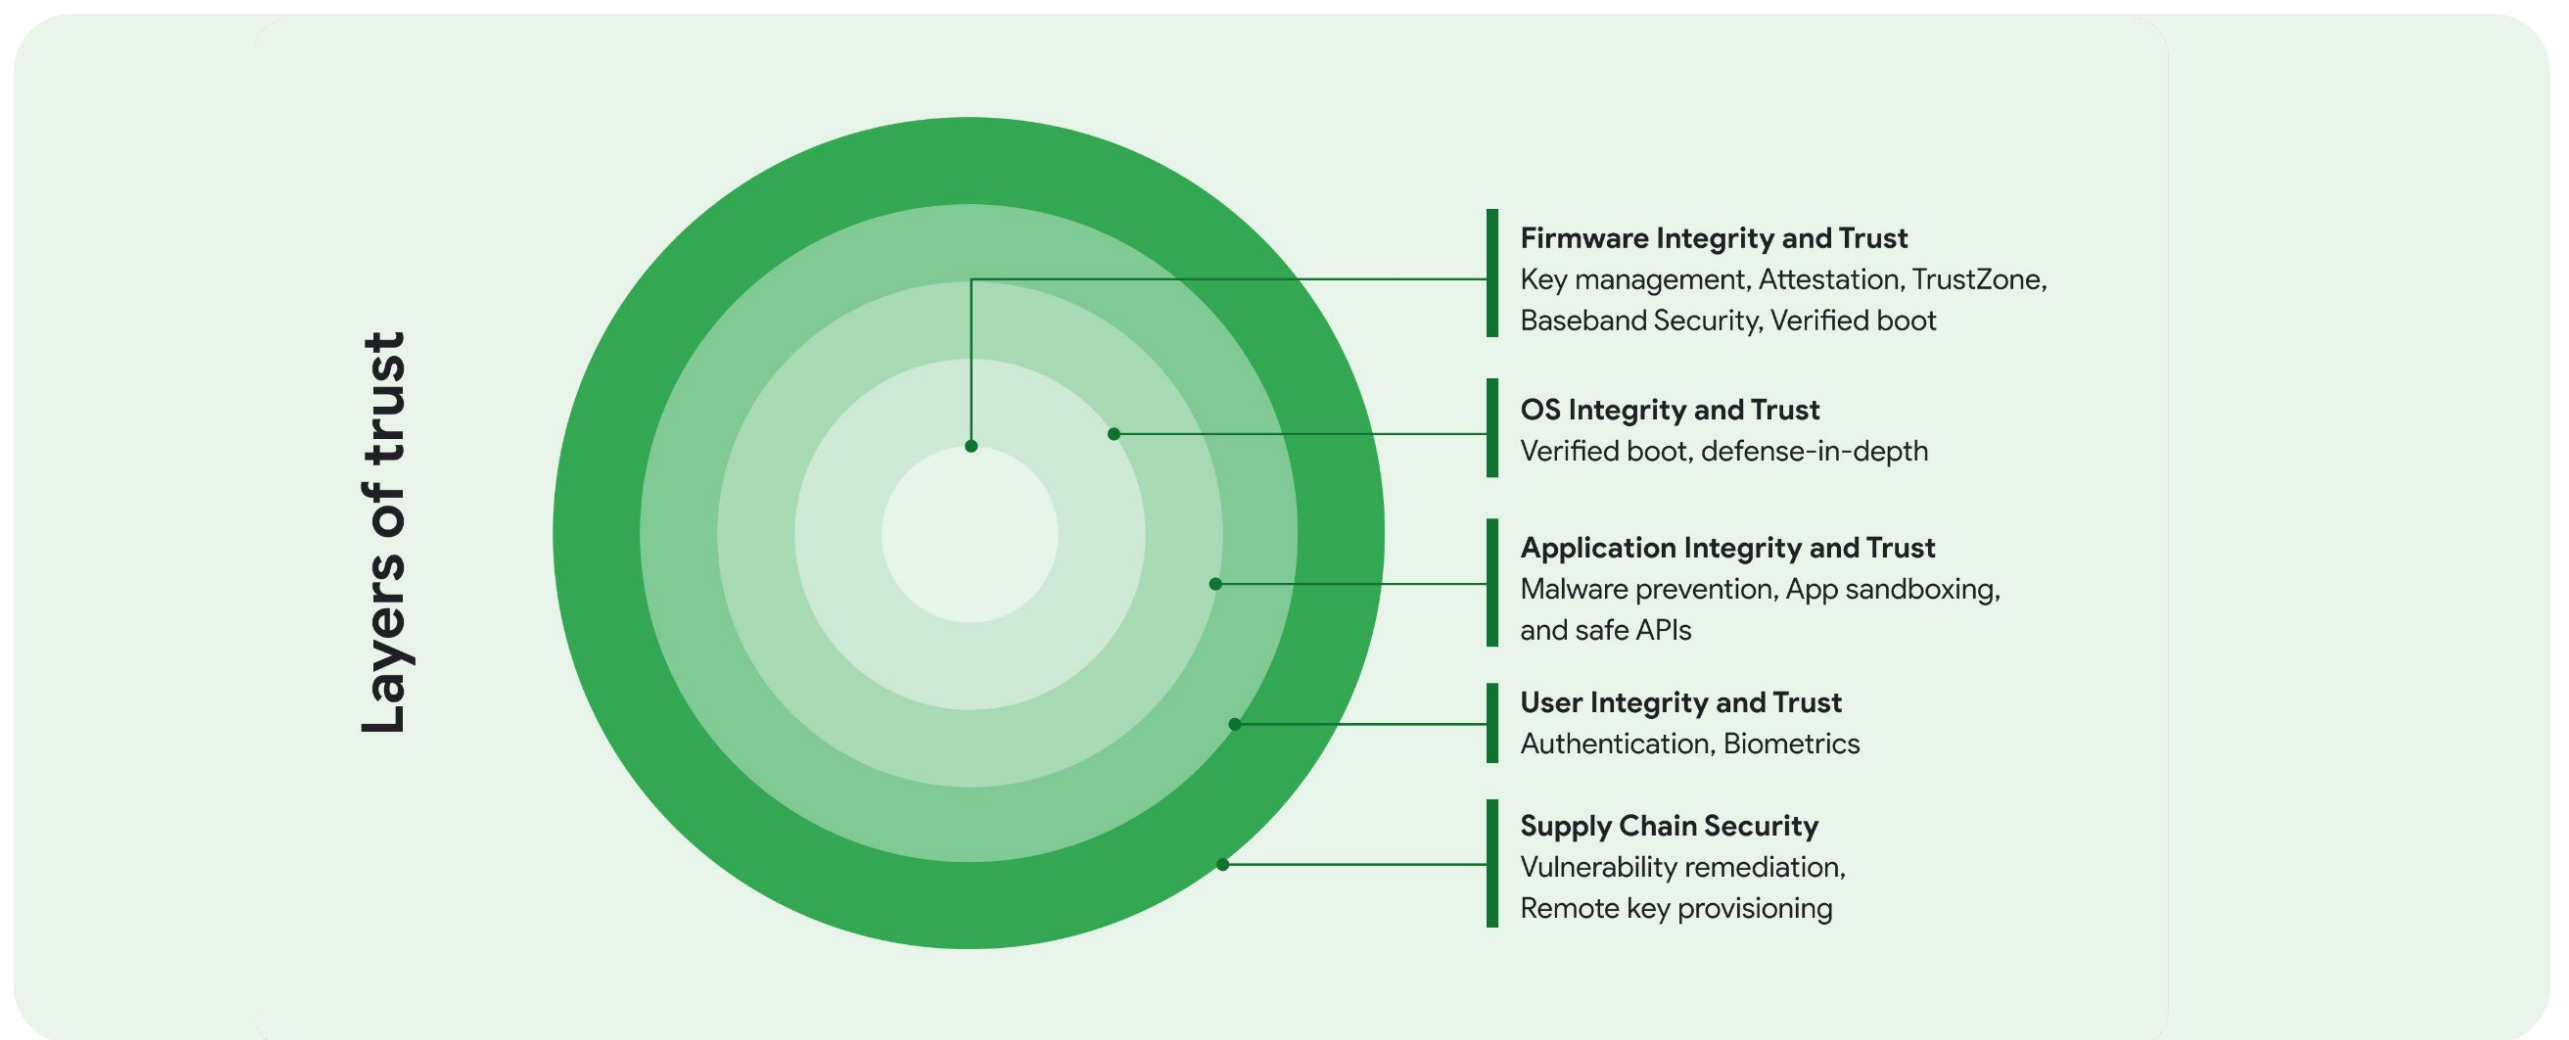 Layers of trust
Firmware Integrity and Trust
Key management, Attestation, TrustZone,
Baseband Security, Verified boot
OS Integrity and Trust
Verified boot, defense-in-depth
Application Integrity and Trust
Malware prevention, App sandboxing,
and safe APIs
User Integrity and Trust
Authentication, Biometrics
Supply Chain Security
Vulnerability remediation,
Remote key provisioning